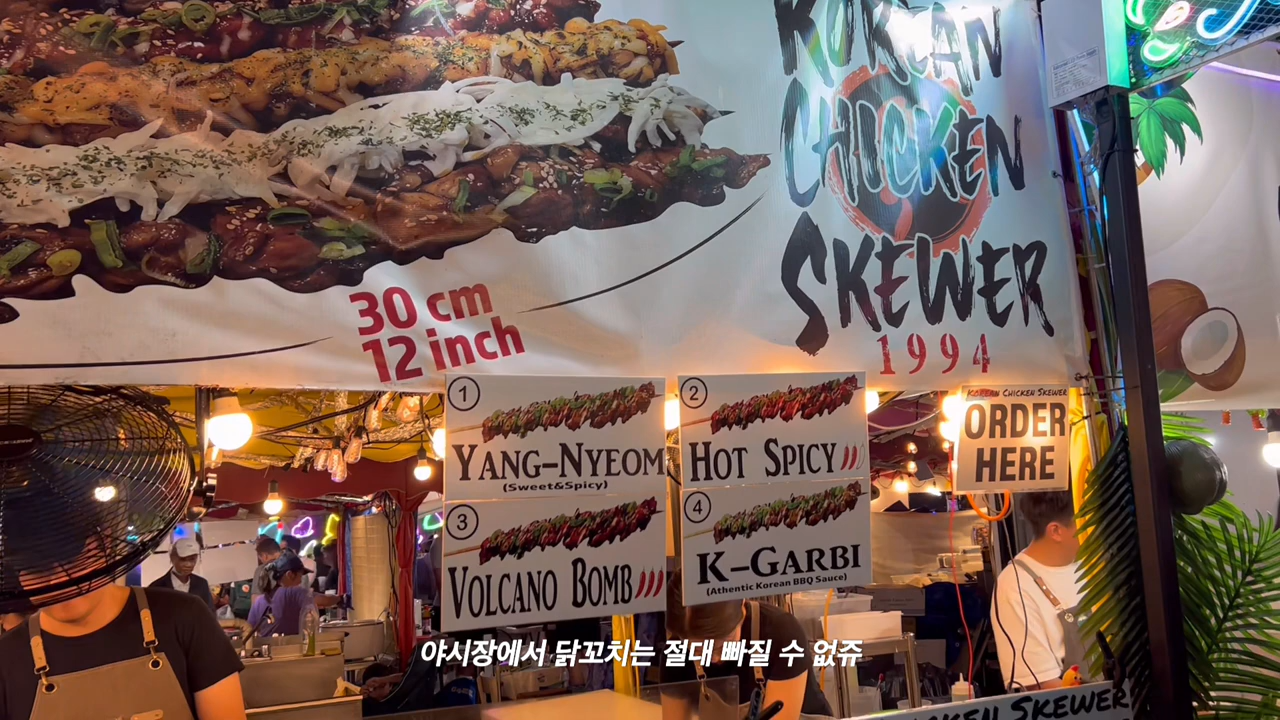 KOREAN
CHICKEN
SKEWER
1994
30 cm
12 inch
1
YANG-NYEOM
(Sweet&Spicy)
2
HOT SPICY
3
VOLCANO BOMB
4
K-GARBI
(Athentic Korean BBQ Sauce)
KOREAN CHICKEN SKEWER
ORDER
HERE
야시장에서 닭꼬치는 절대 빠질 수 없쥬
CHICKEN SKEWER